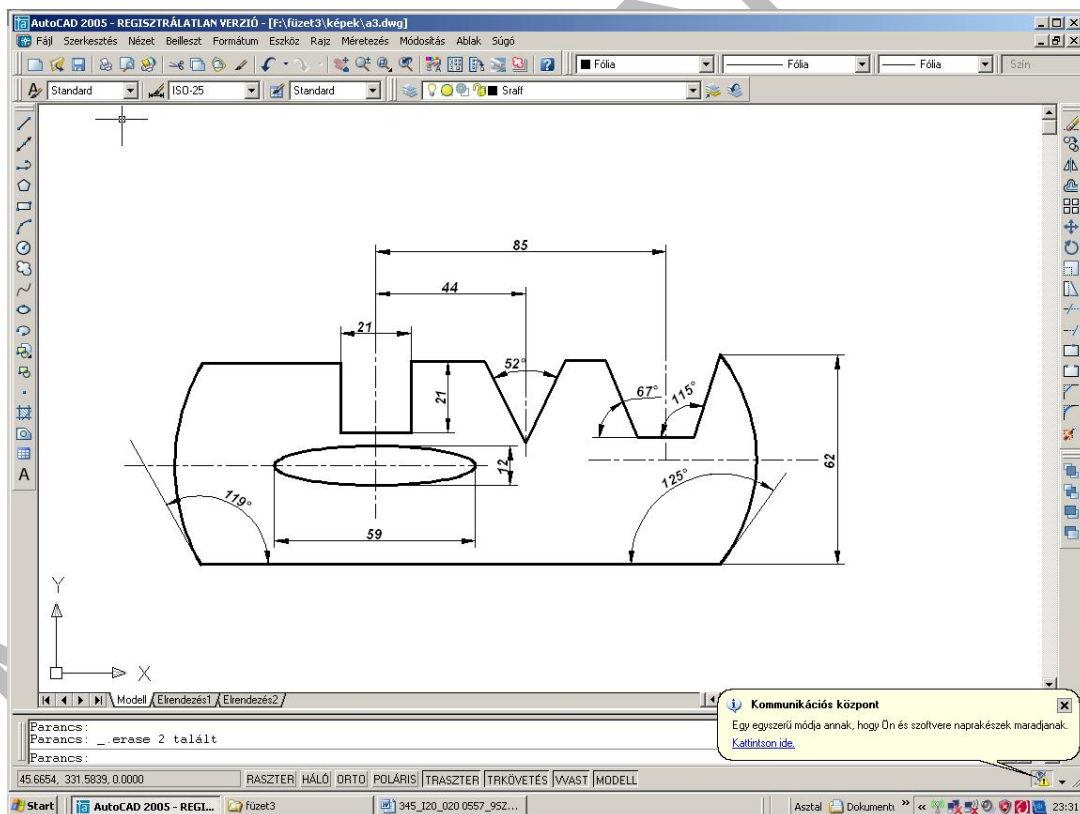 AutoCAD 2005 - REGISZTRÁLATLAN VERZIÓ - [F:\füzet3\képek\a3.dwg]
Fájl Szerkesztés Nézet Beilleszt Formátum Eszköz Rajz Méretezés Módosítás Ablak Súgó
Fólia Fólia Fólia Szín
Standard ISO-25 Standard Sraff
85
44
21
52°
21
67° 115°
12
62
119°
125°
59
Y
X
A
Modell Elrendezés1 Elrendezés2
Kommunikációs központ
Egy egyszerű módja annak, hogy Ön és szoftvere naprakészek maradjanak.
Kattintson ide.
Parancs:
Parancs: _.erase 2 talált
Parancs:
45.6654, 331.5839, 0.0000 RASZTER HÁLÓ ORTO POLÁRIS TRASZTER TRKÖVETÉS VVAST MODELL
Start AutoCAD 2005 - REGI... füzet3 345_I20_020 0557_95Z... Asztal Dokumentu » « 23:31